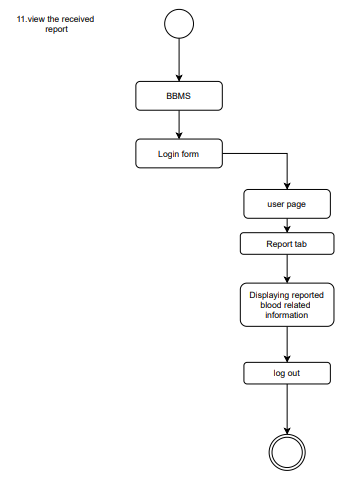 11.view the received
report
BBMS
Login form
user page
Report tab
Displaying reported
blood related
information
log out